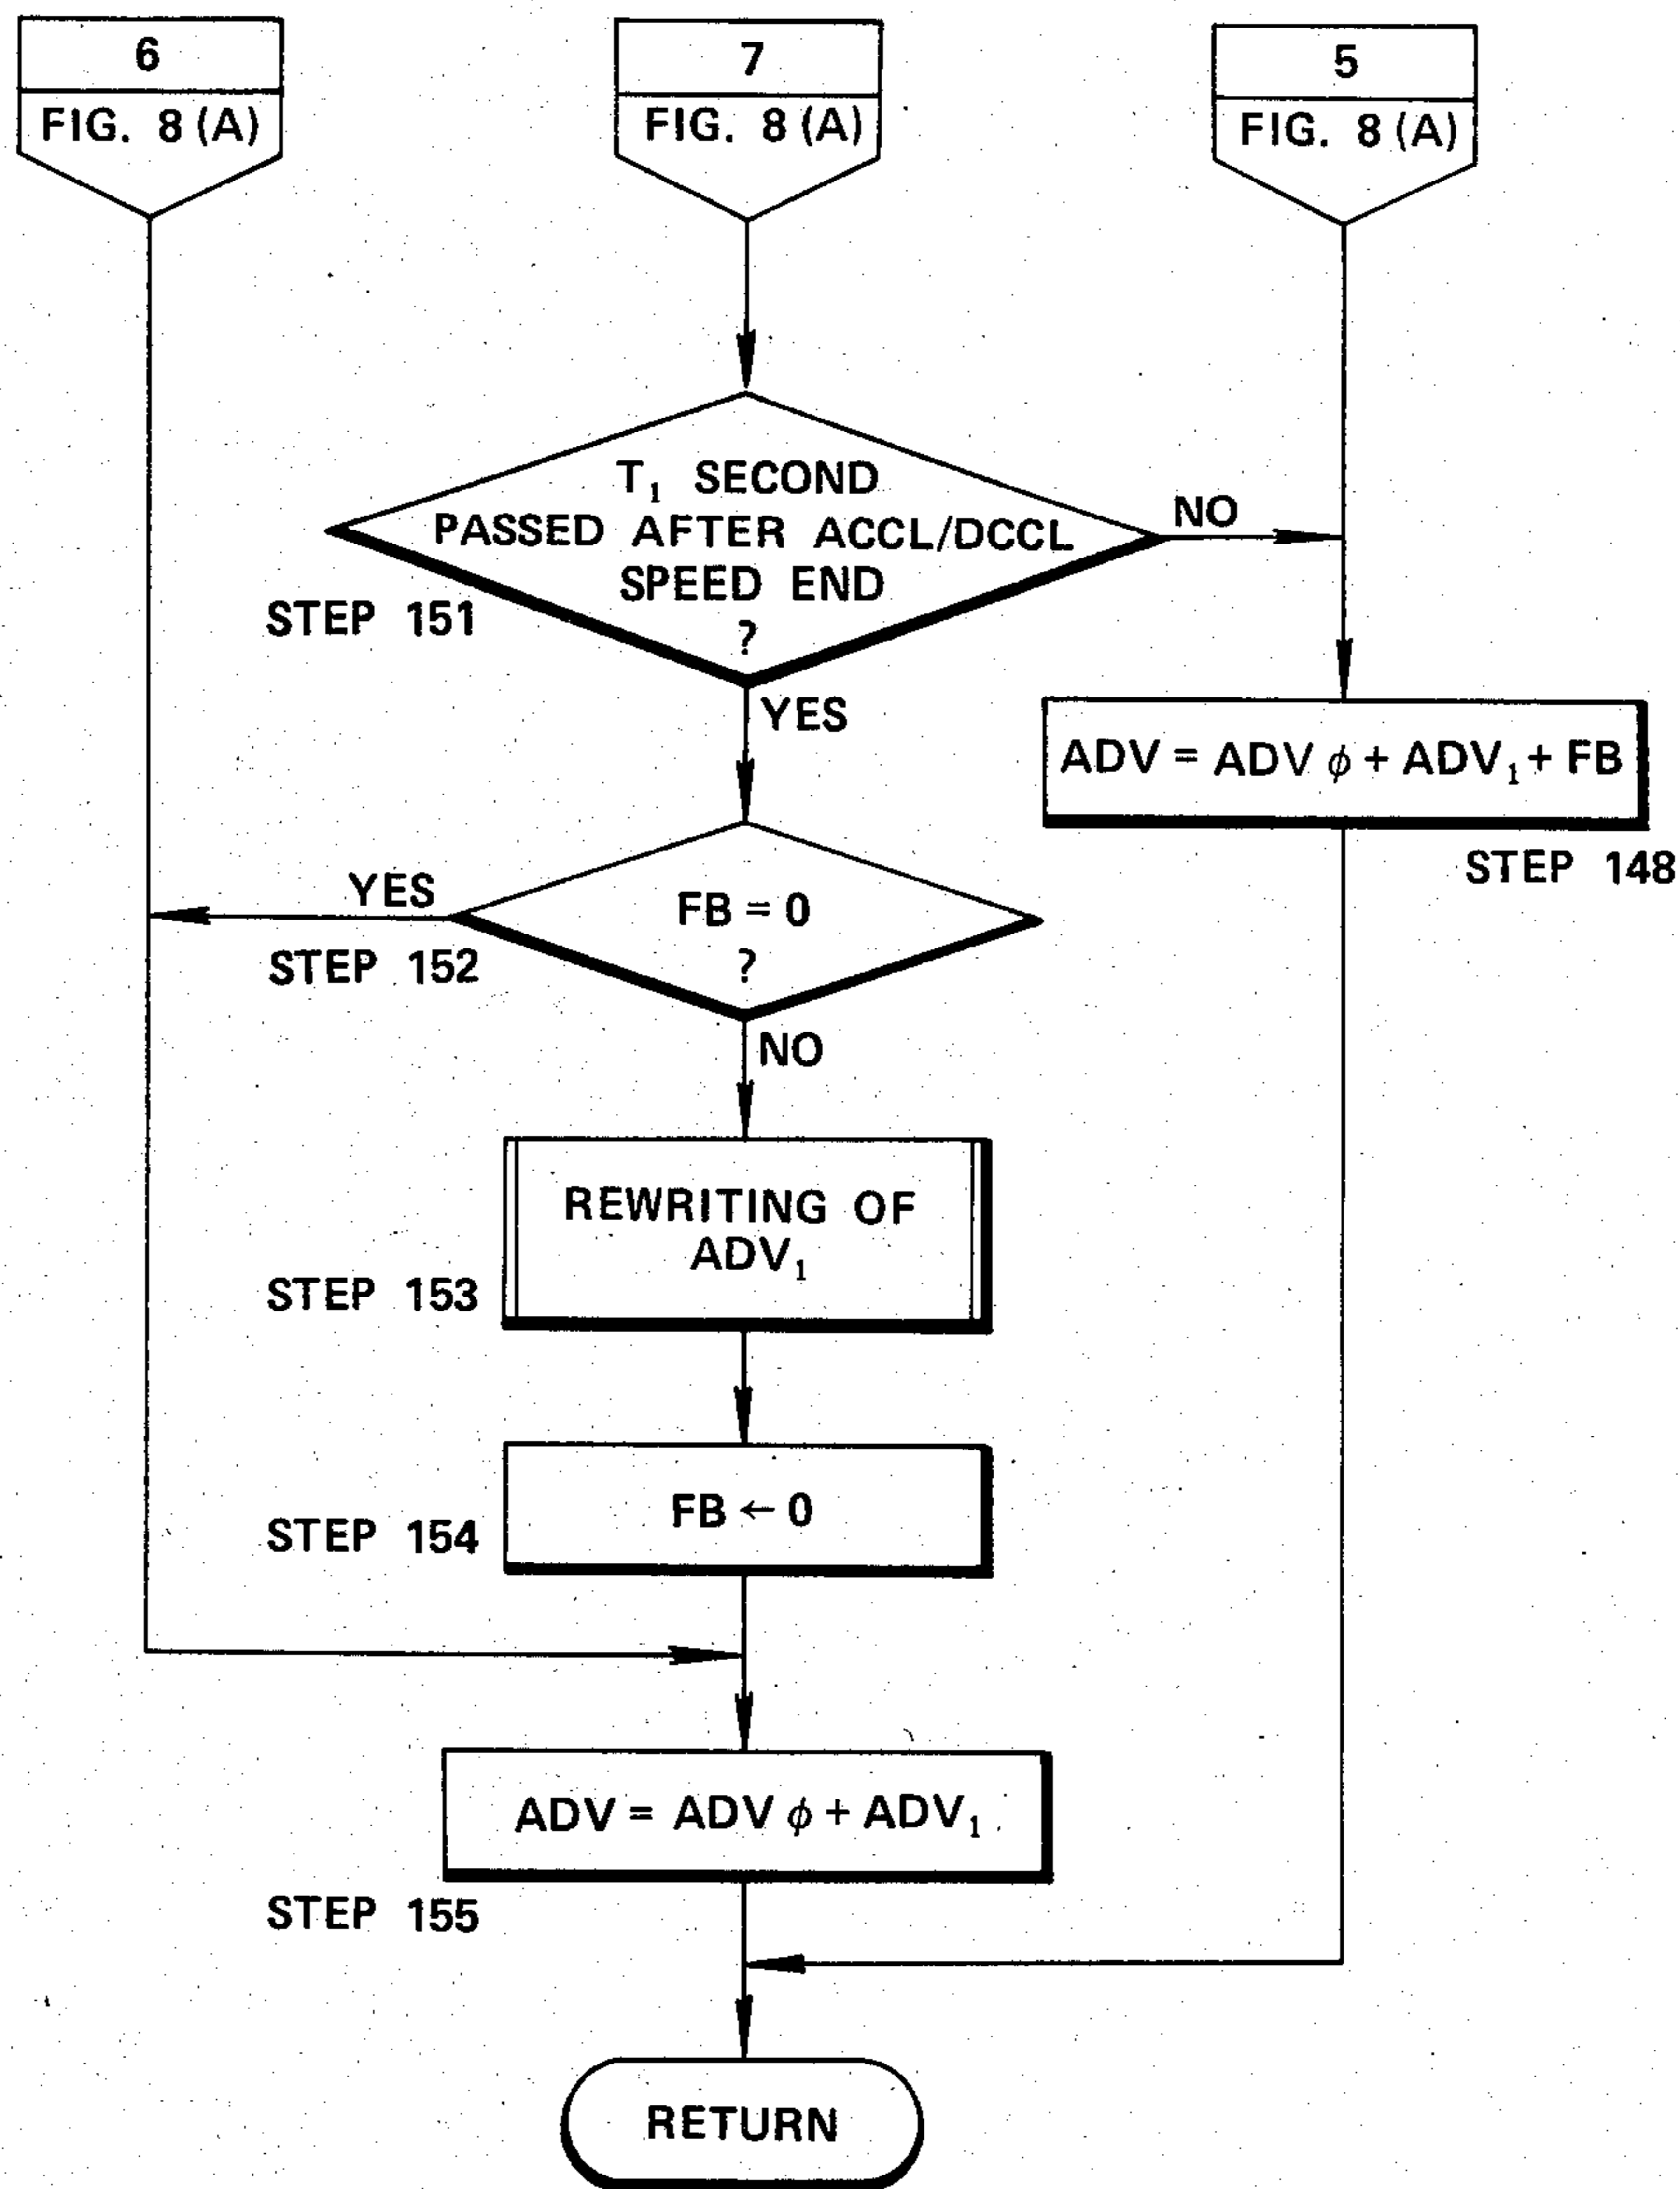 6
FIG. 8 (A)
7
FIG. 8 (A)
5
FIG. 8 (A)
T₁ SECOND
PASSED AFTER ACCL/DCCL
SPEED END
?
STEP 151
NO
YES
ADV = ADV ϕ + ADV₁ + FB
STEP 148
YES
FB = 0
?
STEP 152
NO
REWRITING OF
ADV₁
STEP 153
FB ← 0
STEP 154
ADV = ADV ϕ + ADV₁
STEP 155
RETURN